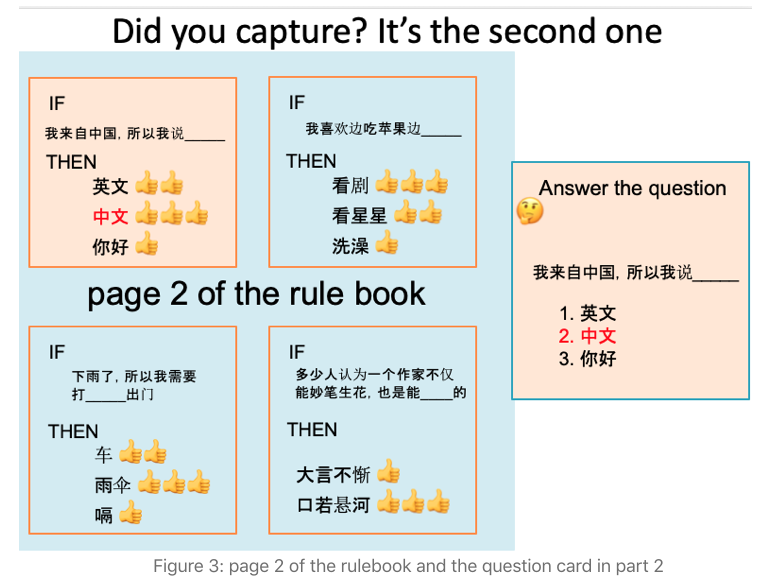 Did you capture? It's the second one
IF
我来自中国, 所以我说_____
THEN
英文 👍👍
中文 👍👍👍
你好 👍
IF
我喜欢边吃苹果边_____
THEN
看剧 👍👍👍
看星星 👍👍
洗澡 👍
page 2 of the rule book
IF
下雨了, 所以我需要
打_____出门
THEN
车 👍👍
雨伞 👍👍👍
嗝 👍
IF
多少人认为一个作家不仅
能妙笔生花, 也是能____的
THEN
大言不惭 👍
口若悬河 👍👍👍
Answer the question
🤔
我来自中国, 所以我说_____
1. 英文
2. 中文
3. 你好
Figure 3: page 2 of the rulebook and the question card in part 2